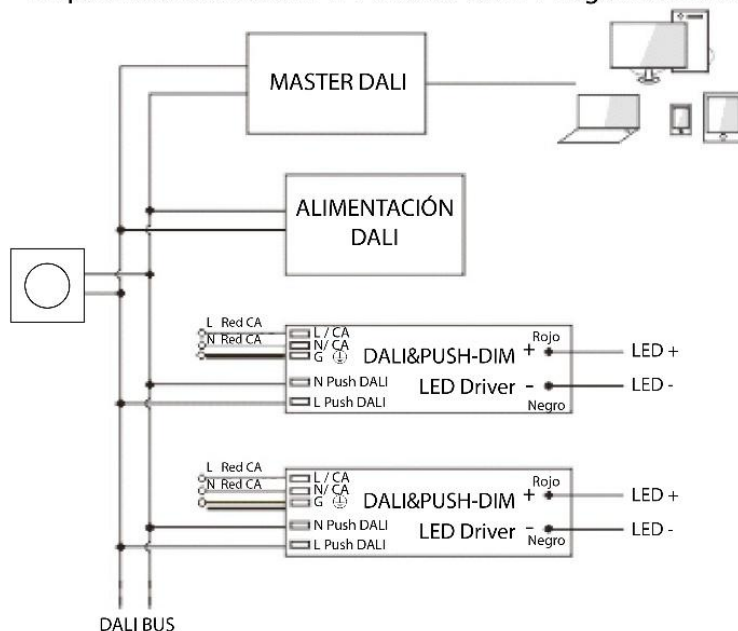 MASTER DALI
ALIMENTACIÓN
DALI
L Red CA
N Red CA
L / CA
N/ CA
G
N Push DALI
L Push DALI
DALI&PUSH-DIM
LED Driver
Rojo
+
-
Negro
LED +
LED -
L Red CA
N Red CA
L / CA
N/ CA
G
N Push DALI
L Push DALI
DALI&PUSH-DIM
LED Driver
Rojo
+
-
Negro
LED +
LED -
DALI BUS